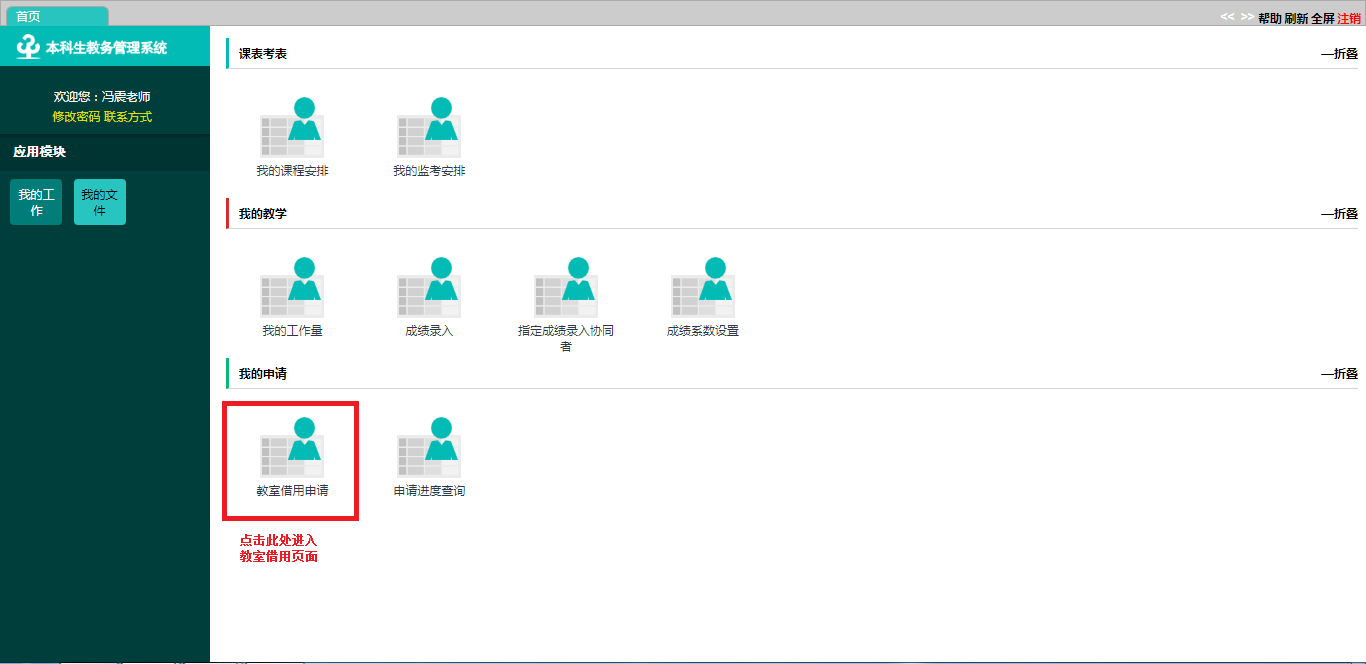 首页
<< >> 帮助 刷新 全屏 注销
本科生教务管理系统
欢迎您：冯震老师
修改密码 联系方式
应用模块
我的工
作
我的文
件
课表考表
—折叠
我的课程安排
我的监考安排
我的教学
—折叠
我的工作量
成绩录入
指定成绩录入协同
者
成绩系数设置
我的申请
—折叠
教室借用申请
申请进度查询
点击此处进入
教室借用页面